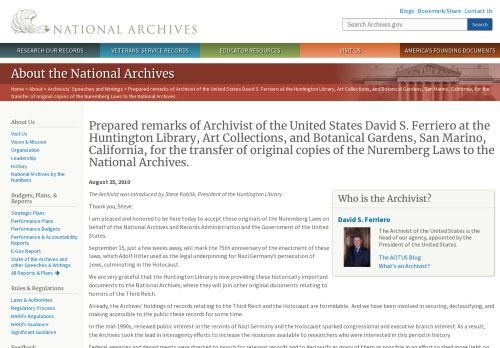 NATIONAL ARCHIVES
Blogs · Bookmark/Share · Contact Us
Search Archives.gov
Search
RESEARCH OUR RECORDS
VETERANS' SERVICE RECORDS
EDUCATOR RESOURCES
VISIT US
AMERICA'S FOUNDING DOCUMENTS
About the National Archives
Home > About > Archivists' Speeches and Writings > Prepared remarks of Archivist of the United States David S. Ferriero at the Huntington Library, Art Collections, and Botanical Gardens, San Marino, California, for the
transfer of original copies of the Nuremberg Laws to the National Archives.
About Us
Visit Us
Vision & Mission
Organization
Leadership
History
National Archives by the
Numbers
Budgets, Plans, &
Reports
Strategic Plans
Performance Plans
Performance Budgets
Performance & Accountability
Reports
E-Gov Report
State of the Archives and
other Speeches & Writings
All Reports & Plans
Rules & Regulations
Laws & Authorities
Regulatory Process
NARA's Regulations
NARA's Guidance
Significant Guidance
Feedback
Prepared remarks of Archivist of the United States David S. Ferriero at the
Huntington Library, Art Collections, and Botanical Gardens, San Marino,
California, for the transfer of original copies of the Nuremberg Laws to the
National Archives.
August 25, 2010
The Archivist was introduced by Steve Koblik, President of the Huntington Library
Thank you, Steve.
I am pleased and honored to be here today to accept these originals of the Nuremberg Laws on
behalf of the National Archives and Records Administration and the Government of the United
States.
September 15, just a few weeks away, will mark the 75th anniversary of the enactment of these
laws, which Adolf Hitler used as the legal underpinning for Nazi Germany's persecution of
Jews, culminating in the Holocaust.
We are very grateful that the Huntington Library is now providing these historically important
documents to the National Archives, where they will join other original documents relating to
horrors of the Third Reich.
Already, the Archives' holdings of records relating to the Third Reich and the Holocaust are formidable. And we have been involved in securing, declassifying, and
making accessible to the public these records for some time.
In the mid-1990s, renewed public interest in the records of Nazi Germany and the Holocaust sparked congressional and executive branch interest. As a result,
the Archives took the lead in interagency efforts to increase the resources available to researchers who were interested in this period in history.
Federal agencies and departments were directed to search for relevant records and to declassify as many of them as possible in an effort to shed more light on
Who is the Archivist?
David S. Ferriero
The Archivist of the United States is the
head of our agency, appointed by the
President of the United States.
The AOTUS Blog
What's an Archivist?